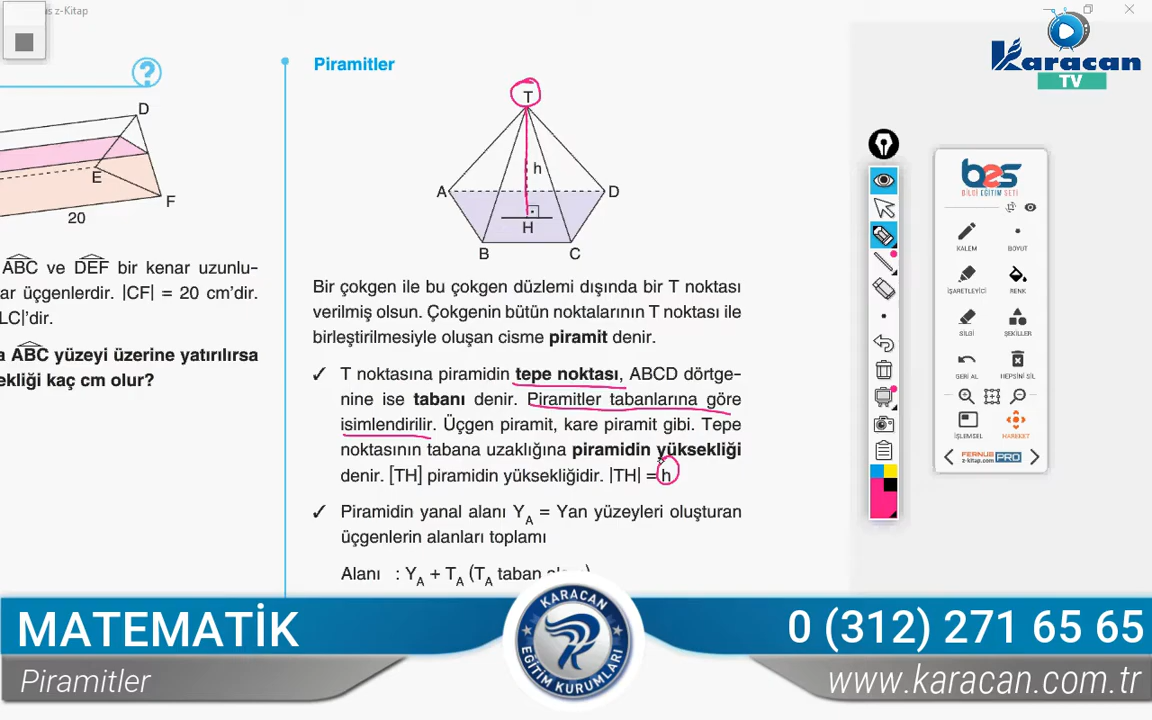 us z-Kitap
Karacan
TV
D
E
F
20
ABC ve DEF bir kenar uzunlu-
ar üçgenlerdir. |CF| = 20 cm'dir.
LC|'dir.
a ABC yüzeyi üzerine yatırılırsa
ekliği kaç cm olur?
Piramitler
T
h
A
D
H
B
C
Bir çokgen ile bu çokgen düzlemi dışında bir T noktası
verilmiş olsun. Çokgenin bütün noktalarının T noktası ile
birleştirilmesiyle oluşan cisme piramit denir.
✓ T noktasına piramidin tepe noktası, ABCD dörtge-
nine ise tabanı denir. Piramitler tabanlarına göre
isimlendirilir. Üçgen piramit, kare piramit gibi. Tepe
noktasının tabana uzaklığına piramidin yüksekliği
denir. [TH] piramidin yüksekliğidir. |TH| = h
✓ Piramidin yanal alanı YA = Yan yüzeyleri oluşturan
üçgenlerin alanları toplamı
Alanı : YA + TA (TA taban
b2s
BİLGİ EĞİTİM SETİ
KALEM
BOYUT
İŞARETLEYİCİ
RENK
SİLGİ
ŞEKİLLER
GERİ AL
HEPSİNİ SİL
İŞLEMSEL
HAREKET
FERNUS
z-kitap.com
PRO
MATEMATİK
Piramitler
KARACAN
EĞİTİM KURUMLARI
0 (312) 271 65 65
www.karacan.com.tr